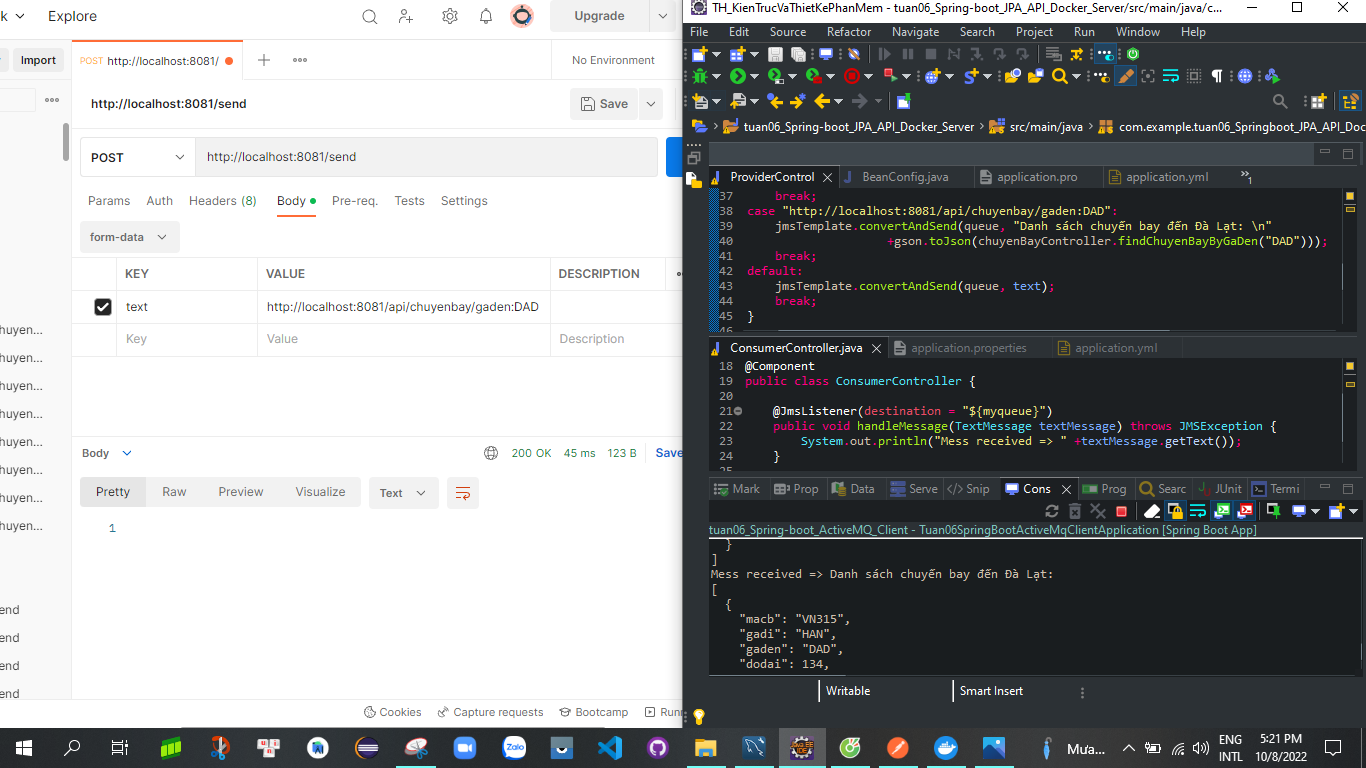 k
Explore
Upgrade
Import
POST http://localhost:8081/
No Environment
http://localhost:8081/send
Save
POST
http://localhost:8081/send
Params
Auth
Headers (8)
Body
Pre-req.
Tests
Settings
form-data
KEY
VALUE
DESCRIPTION
text
http://localhost:8081/api/chuyenbay/gaden:DAD
Key
Value
Description
huyen...
huyen...
huyen...
huyen...
huyen...
huyen...
huyen...
huyen...
end
end
end
end
Body
200 OK
45 ms
123 B
Save
Pretty
Raw
Preview
Visualize
Text
1
Cookies
Capture requests
Bootcamp
Runn
TH_KienTrucVaThietKePhanMem - tuan06_Spring-boot_JPA_API_Docker_Server/src/main/java/c...
File
Edit
Source
Refactor
Navigate
Search
Project
Run
Window
Help
tuan06_Spring-boot_JPA_API_Docker_Server
src/main/java
com.example.tuan06_Springboot_JPA_API_Doc
ProviderControl
BeanConfig.java
application.pro
application.yml
»1
37 break;
38 case "http://localhost:8081/api/chuyenbay/gaden:DAD":
39 jmsTemplate.convertAndSend(queue, "Danh sách chuyến bay đến Đà Lạt: \n"
40 +gson.toJson(chuyenBayController.findChuyenBayByGaDen("DAD")));
41 break;
42 default:
43 jmsTemplate.convertAndSend(queue, text);
44 break;
45 }
46
ConsumerController.java
application.properties
application.yml
18 @Component
19 public class ConsumerController {
20
21 @JmsListener(destination = "${myqueue}")
22 public void handleMessage(TextMessage textMessage) throws JMSException {
23 System.out.println("Mess received => " +textMessage.getText());
24 }
25
Mark
Prop
Data
Serve
Snip
Cons
Prog
Searc
JUnit
Termi
tuan06_Spring-boot_ActiveMQ_Client - Tuan06SpringBootActiveMqClientApplication [Spring Boot App]
}
]
Mess received => Danh sách chuyến bay đến Đà Lạt:
[
{
"macb": "VN315",
"gadi": "HAN",
"gaden": "DAD",
"dodai": 134,
Writable
Smart Insert
Zalo
Mưa...
ENG
INTL
5:21 PM
10/8/2022